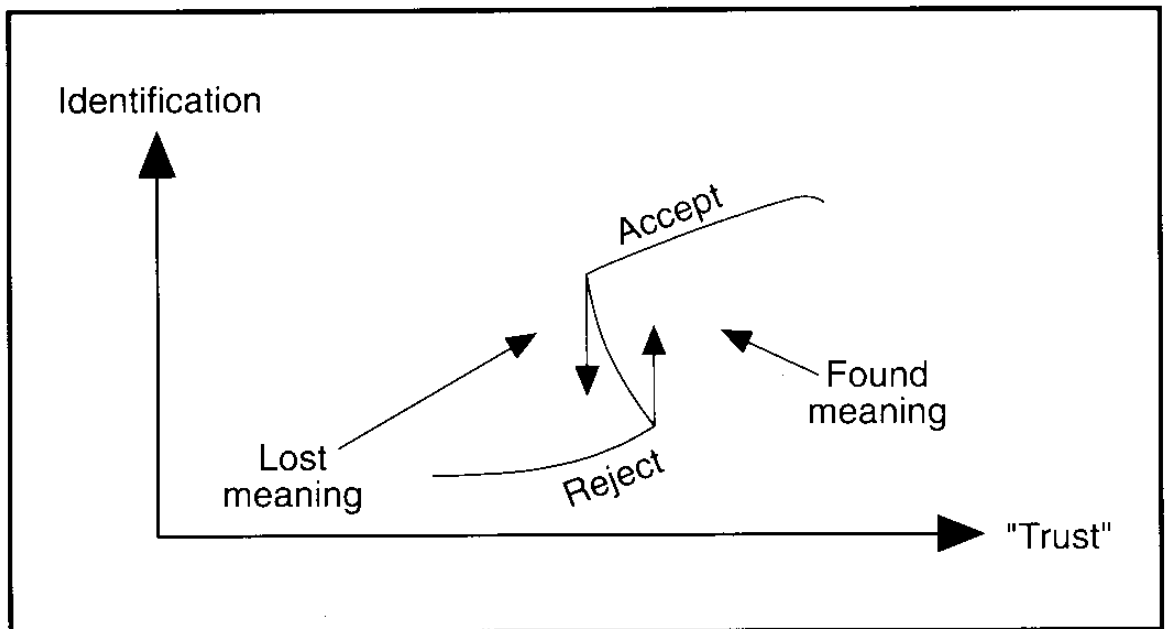 Identification
Accept
Found
meaning
Lost
meaning
Reject
"Trust"